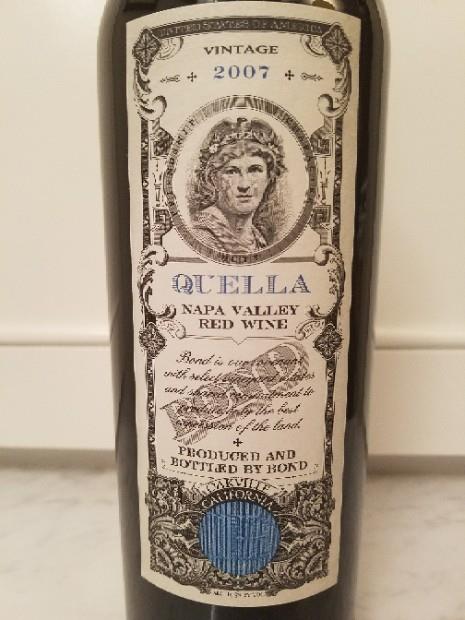 UNITED STATES OF AMERICA
VINTAGE
2007
QUELLA
NAPA VALLEY
RED WINE
Bond is our covenant
with select vineyard estates
and shared commitment to
produce only the best
expression of the land.
BOND
PRODUCED AND
BOTTLED BY BOND
OAKVILLE
CALIFORNIA